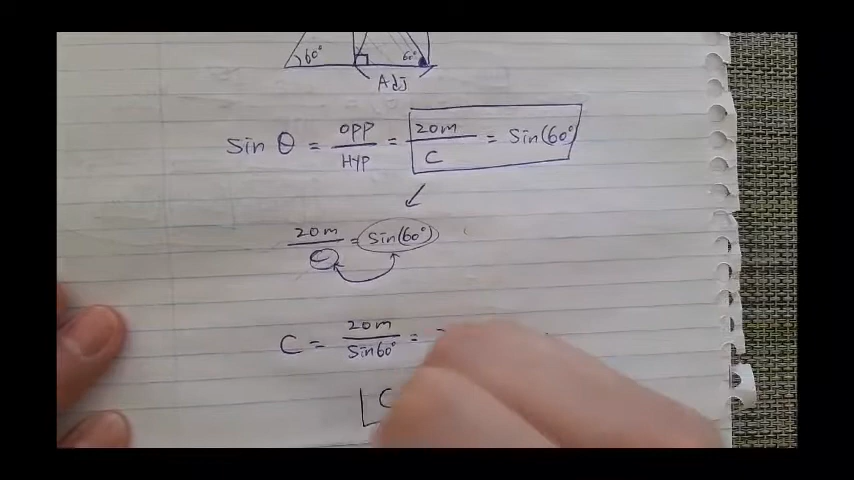 60° 60°
Adj
Sin θ = OPP/HYP = 20m/C = Sin(60°)
20m/C = Sin(60°)
C = 20m/Sin60° =
C